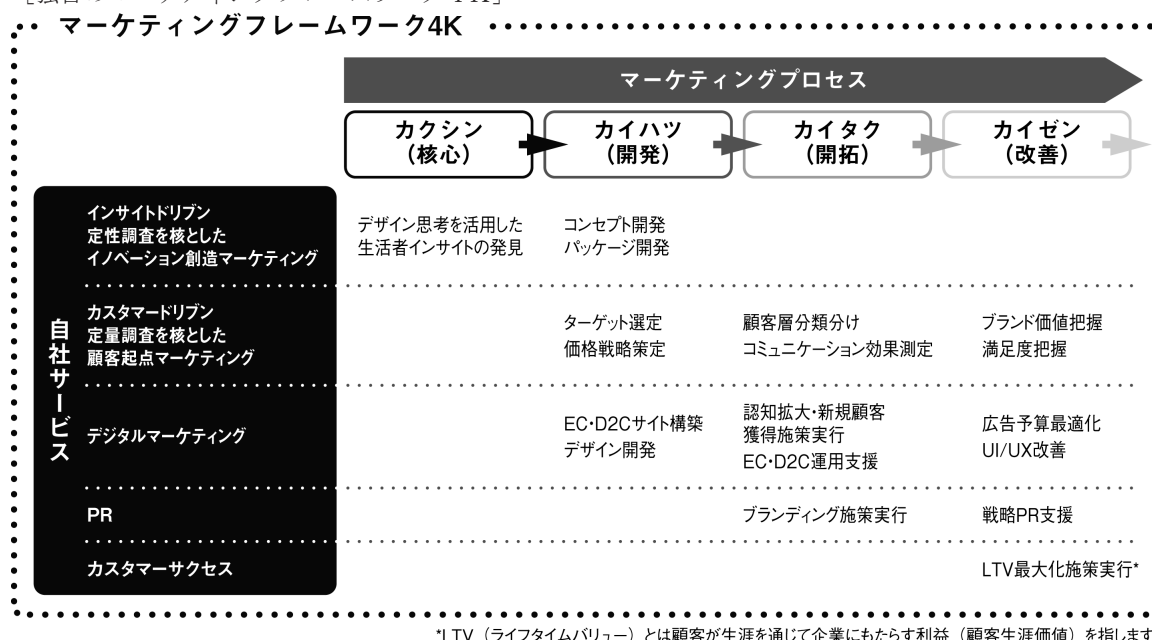 マーケティングフレームワーク4K
マーケティングプロセス
カクシン
(核心)
カイハツ
(開発)
カイタク
(開拓)
カイゼン
(改善)
自社サービス
インサイトドリブン
定性調査を核とした
イノベーション創造マーケティング
デザイン思考を活用した
生活者インサイトの発見
コンセプト開発
パッケージ開発
カスタマードリブン
定量調査を核とした
顧客起点マーケティング
ターゲット選定
価格戦略策定
顧客層分類分け
コミュニケーション効果測定
ブランド価値把握
満足度把握
デジタルマーケティング
EC・D2Cサイト構築
デザイン開発
認知拡大・新規顧客
獲得施策実行
EC・D2C運用支援
広告予算最適化
UI/UX改善
PR
ブランディング施策実行
戦略PR支援
カスタマーサクセス
LTV最大化施策実行*
*LTV（ライフタイムバリュー）とは顧客が生涯を通じて企業にもたらす利益（顧客生涯価値）を指します